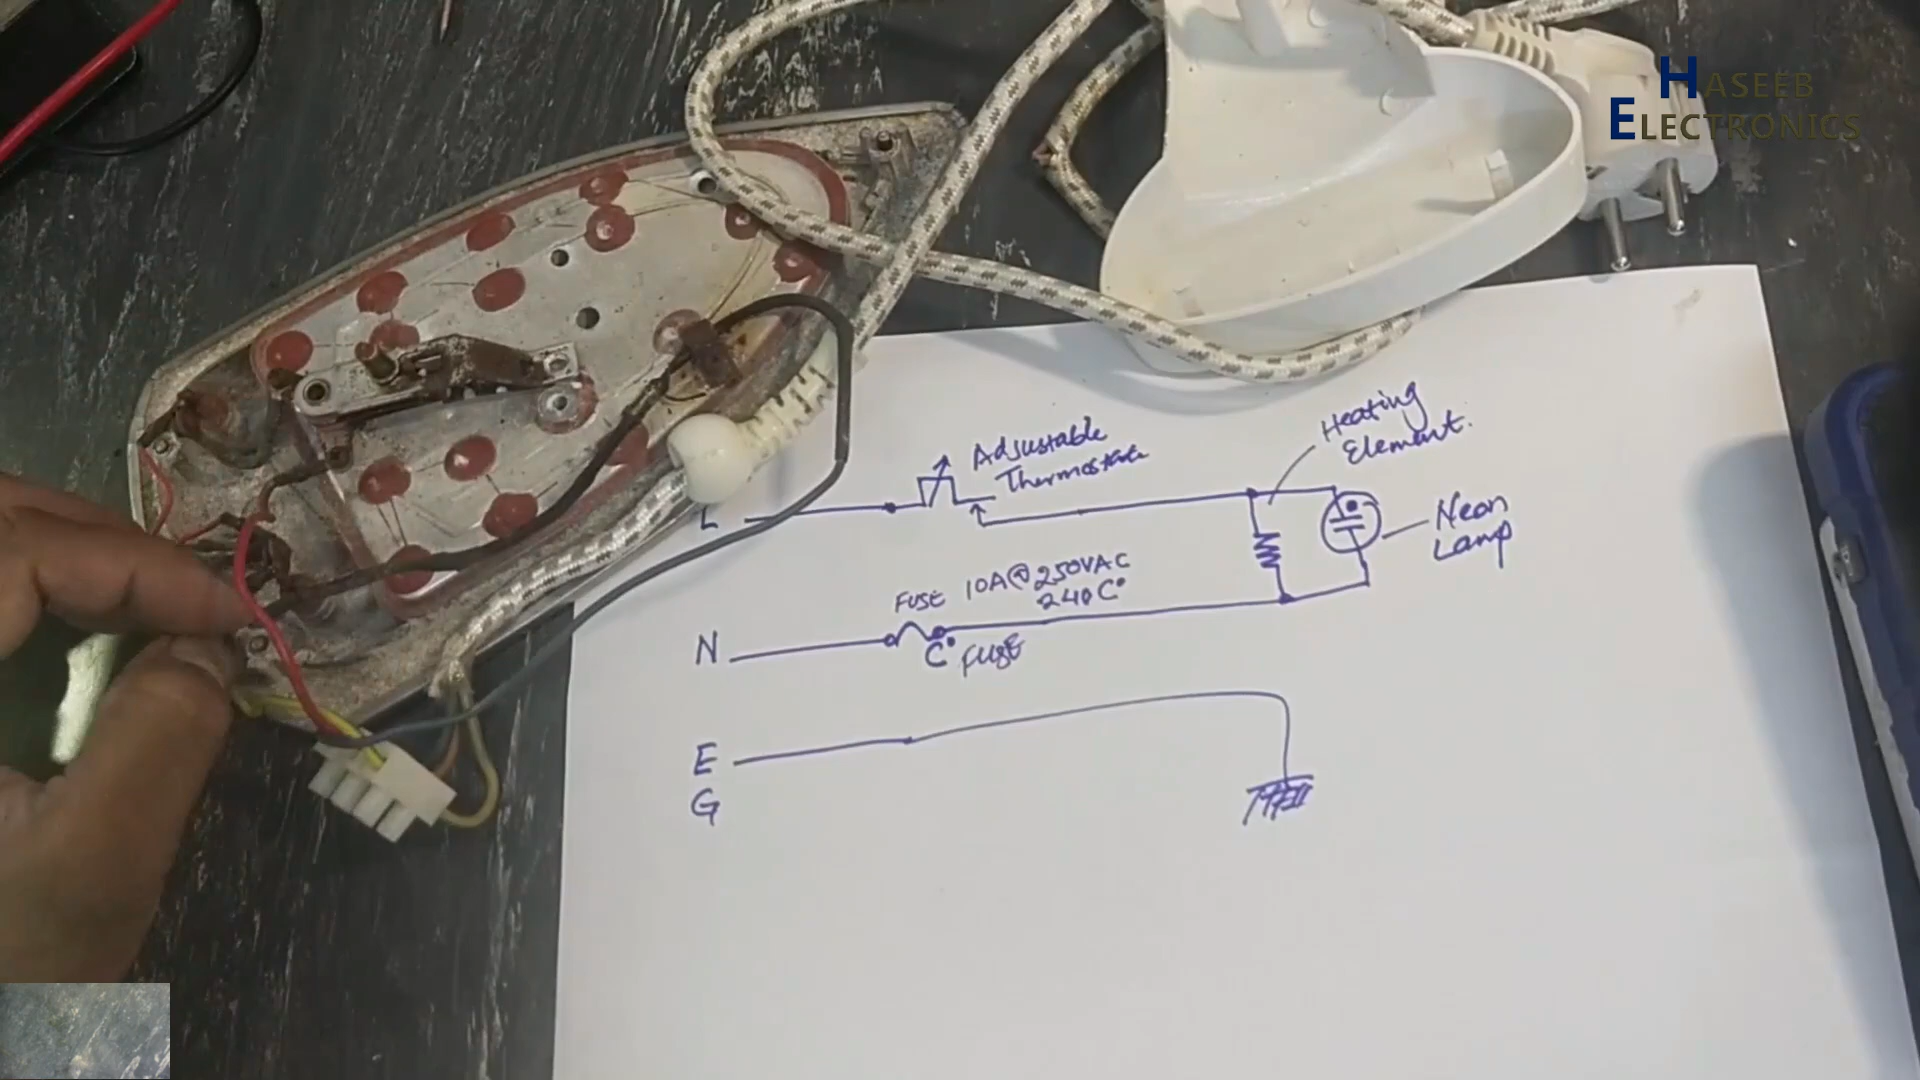 HASEEB
ELECTRONICS
Heating
Element.
Adjustable
Thermostate
L
Neon
Lamp
FUSE 10A@250VAC
240C°
N
C° FUSE
E
G